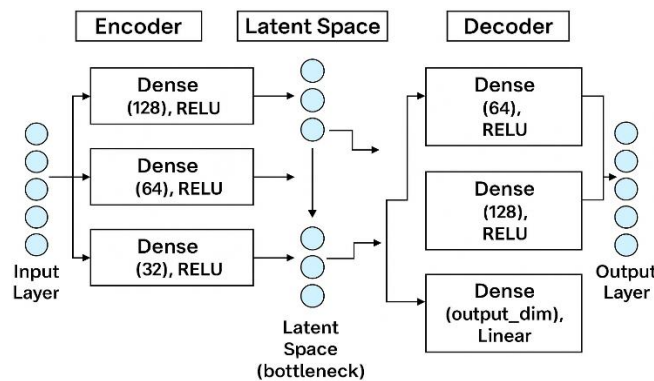 Encoder
Latent Space
Decoder
Dense
(128), RELU
Dense
(64), RELU
Dense
(32), RELU
Input
Layer
Latent
Space
(bottleneck)
Dense
(64),
RELU
Dense
(128),
RELU
Dense
(output_dim),
Linear
Output
Layer